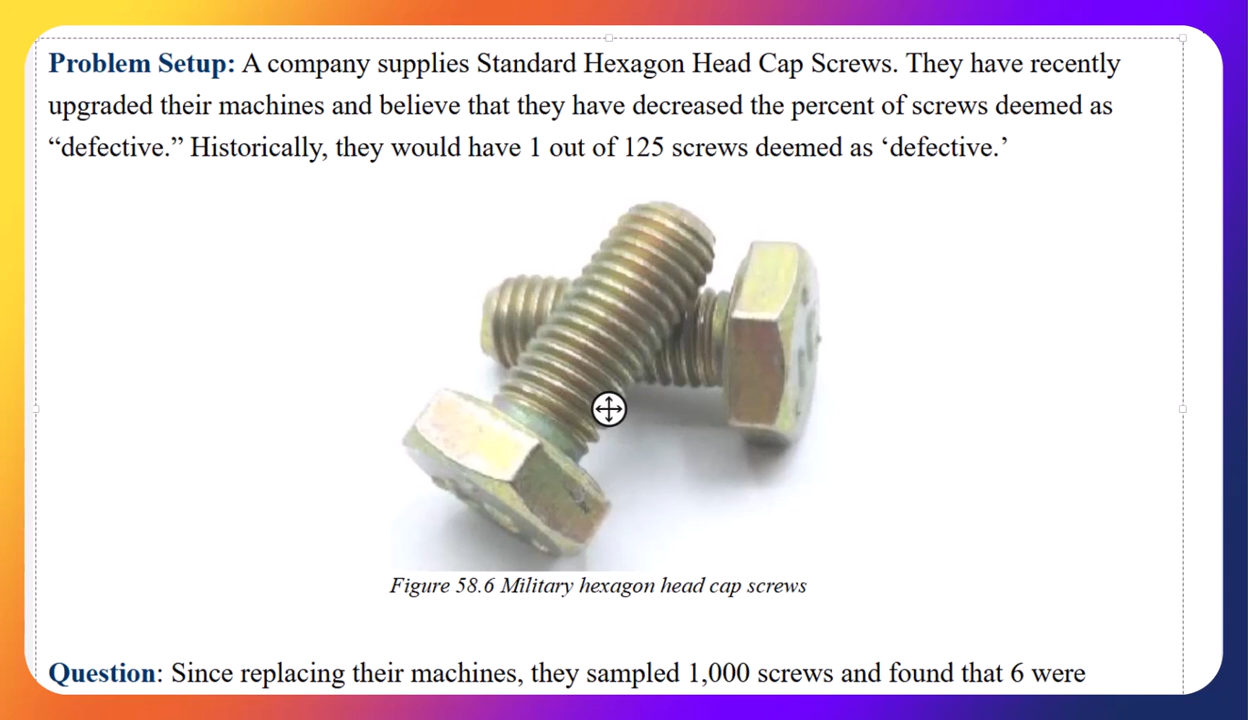 Problem Setup: A company supplies Standard Hexagon Head Cap Screws. They have recently
upgraded their machines and believe that they have decreased the percent of screws deemed as
“defective.” Historically, they would have 1 out of 125 screws deemed as ‘defective.’
Figure 58.6 Military hexagon head cap screws
Question: Since replacing their machines, they sampled 1,000 screws and found that 6 were